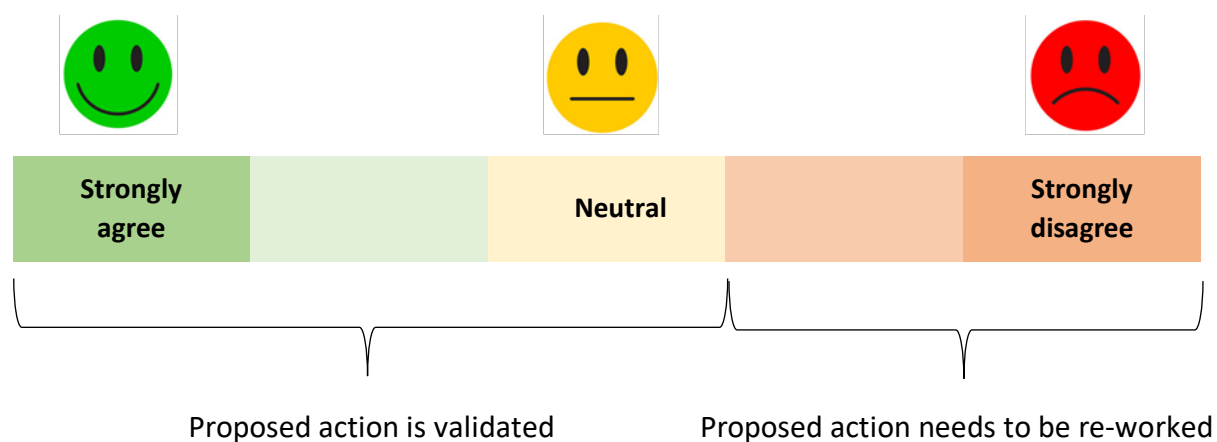 Strongly
agree
Neutral
Strongly
disagree
Proposed action is validated
Proposed action needs to be re-worked